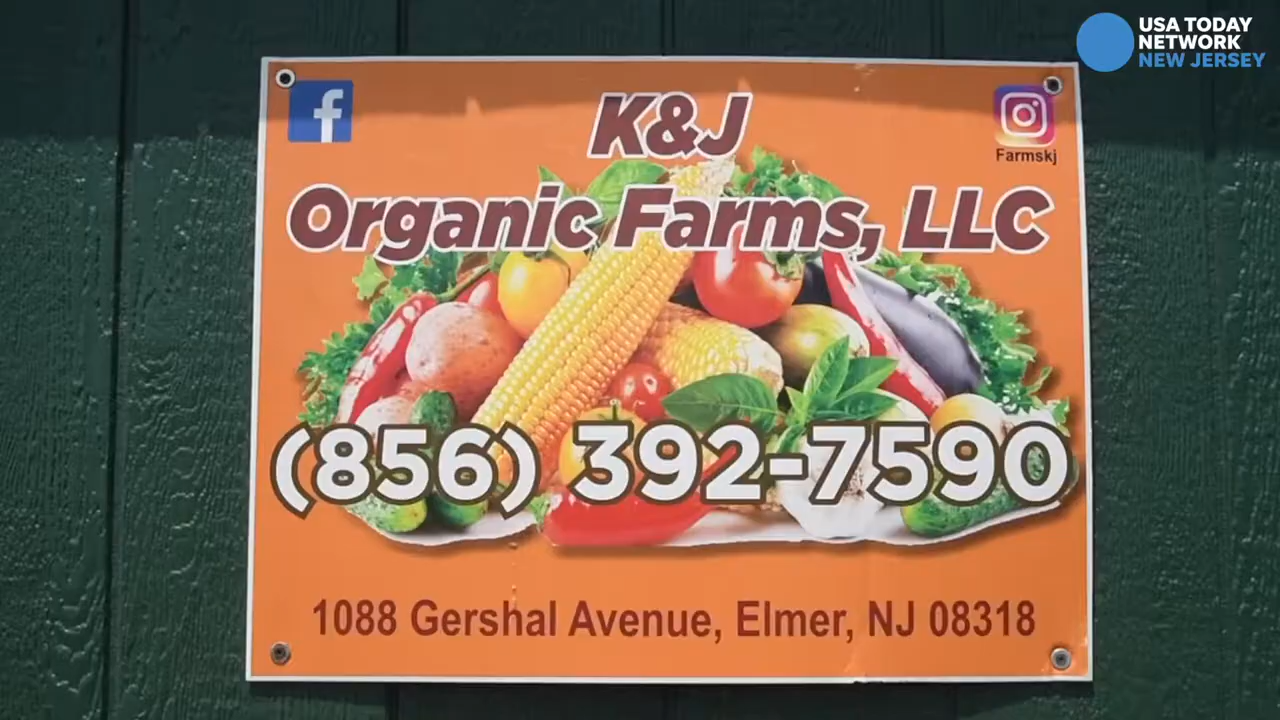 USA TODAY
NETWORK
NEW JERSEY
f
Farmskj
K&J
Organic Farms, LLC
(856) 392-7590
1088 Gershal Avenue, Elmer, NJ 08318